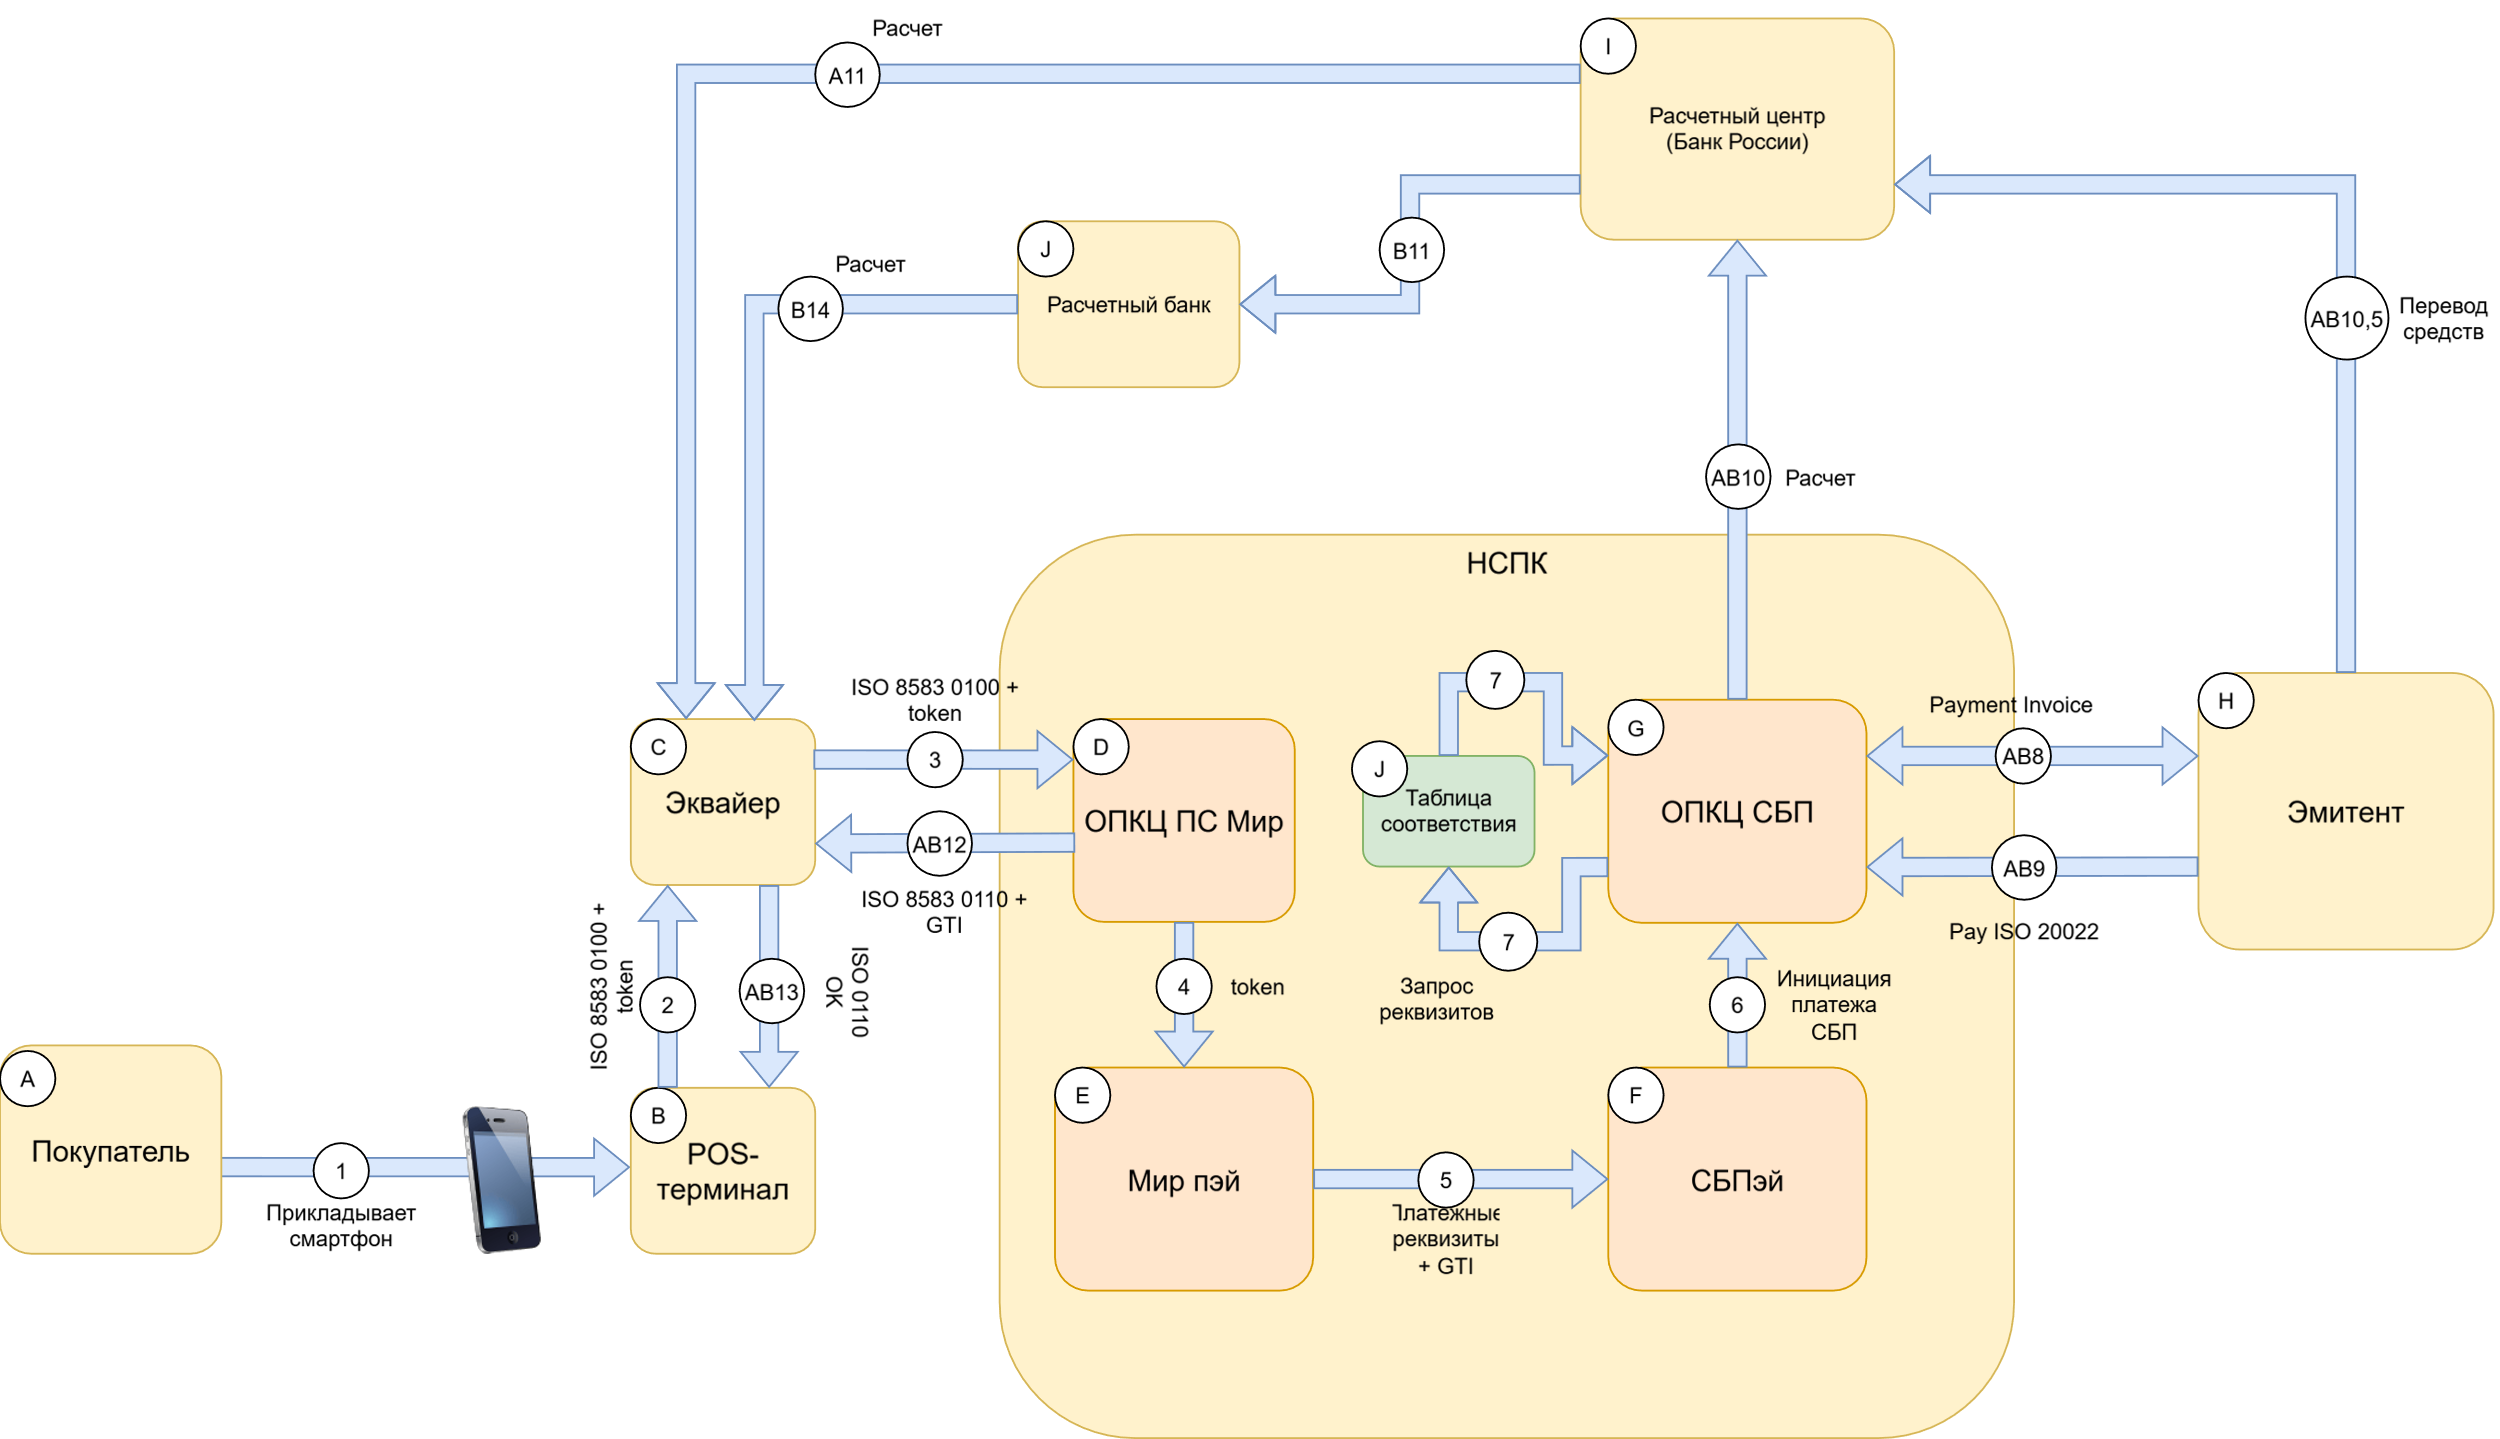 Расчет
A11
I
Расчетный центр
(Банк России)
J
Расчетный банк
B11
Расчет
B14
AB10,5
Перевод
средств
AB10
Расчет
НСПК
ISO 8583 0100 +
token
3
C
Эквайер
D
ОПКЦ ПС Мир
AB12
ISO 8583 0110 +
GTI
7
J
Таблица
соответствия
7
Запрос
реквизитов
G
ОПКЦ СБП
Payment Invoice
AB8
AB9
Pay ISO 20022
H
Эмитент
ISO 8583 0100 +
token
2
AB13
ISO 0110
OK
4
token
6
Инициация
платежа
СБП
A
Покупатель
1
Прикладывает
смартфон
B
POS-
терминал
E
Мир пэй
5
Платежные
реквизиты
+ GTI
F
СБПэй